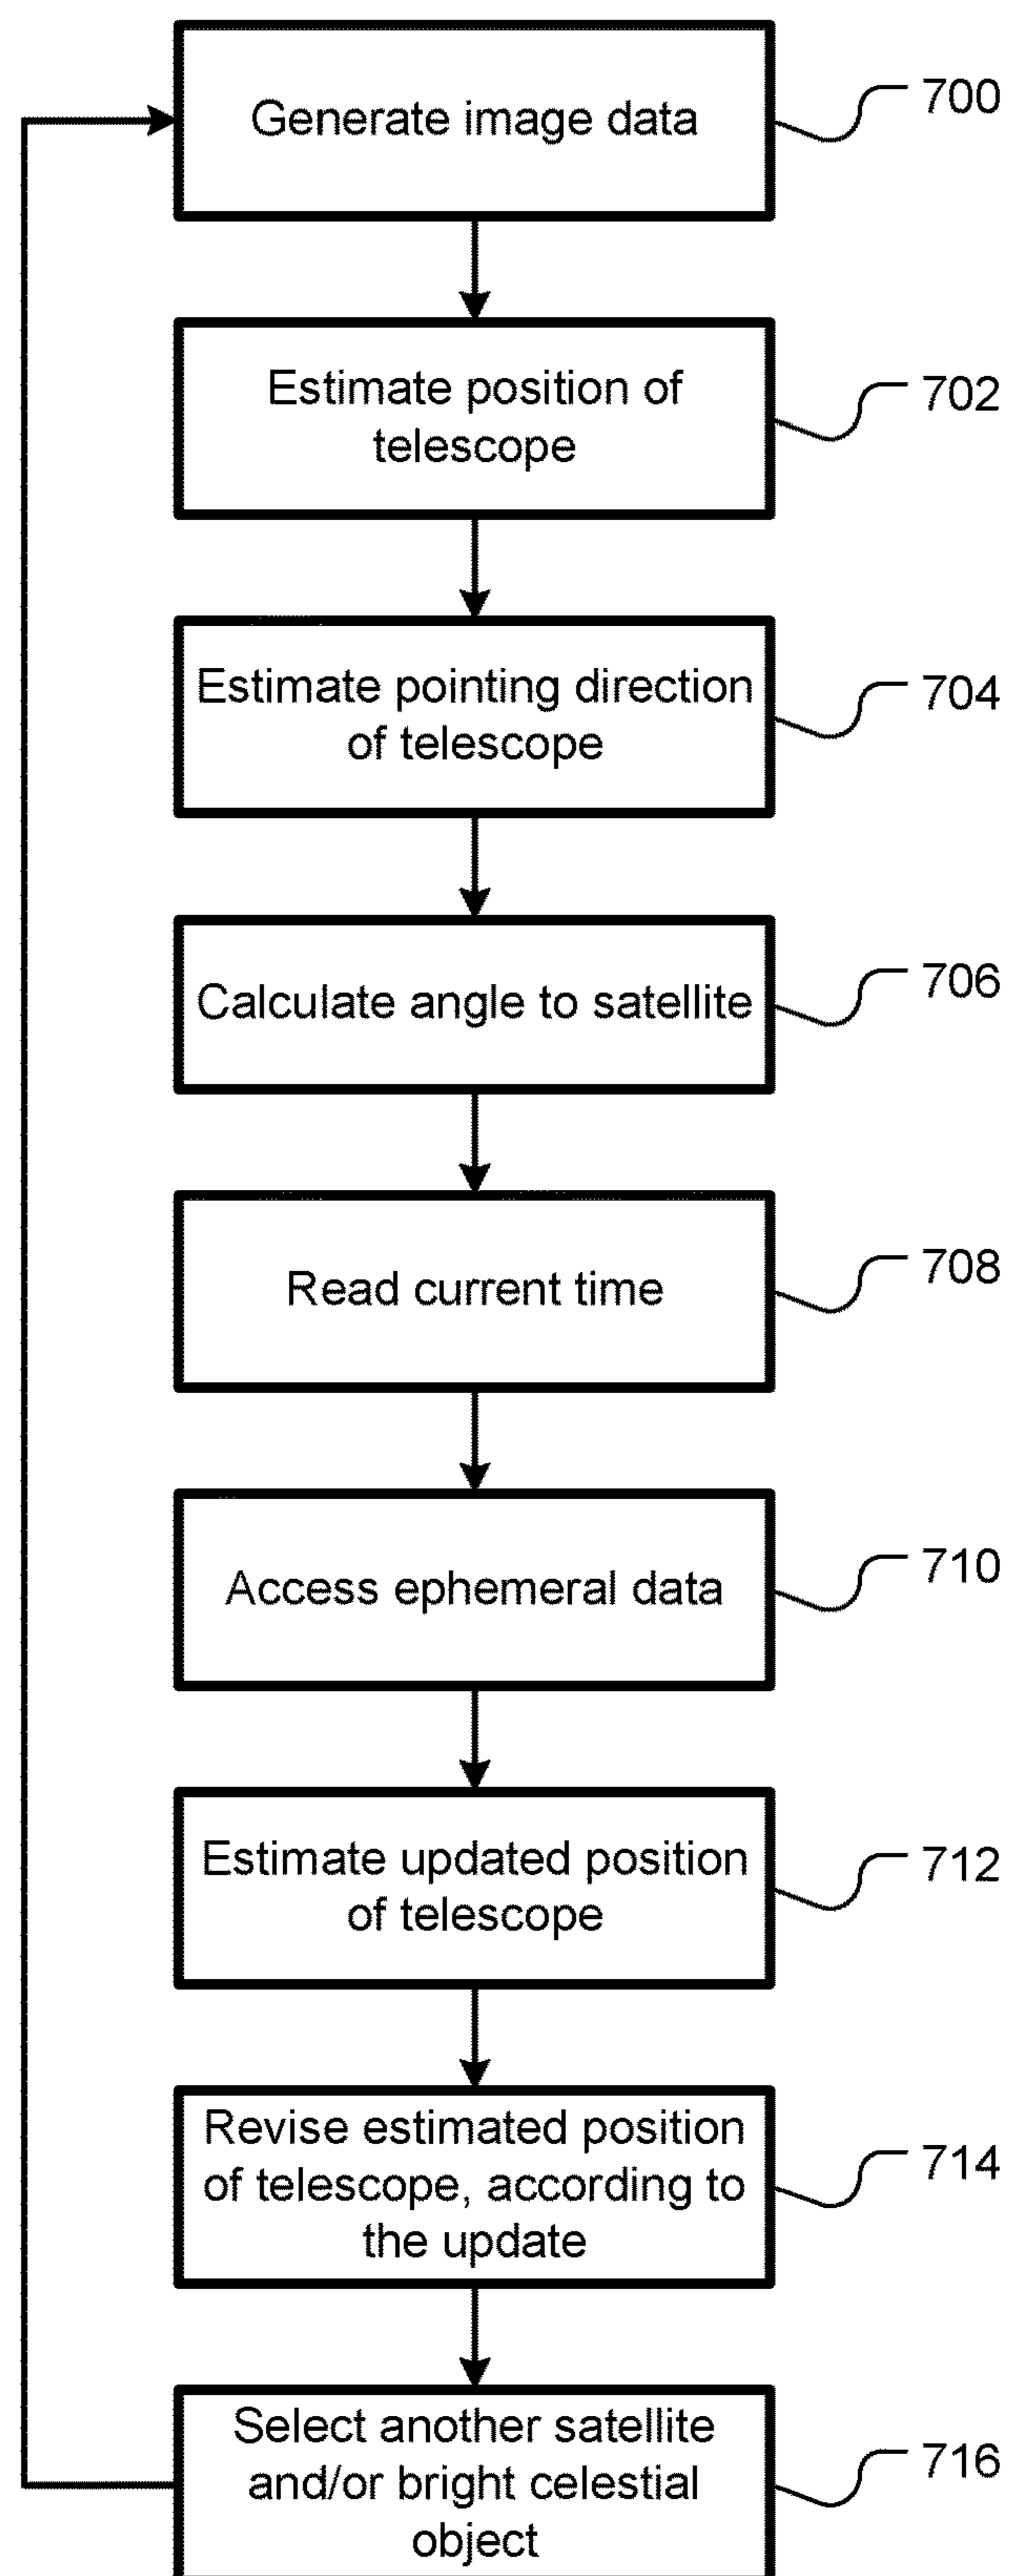 Generate image data
700
Estimate position of
telescope
702
Estimate pointing direction
of telescope
704
Calculate angle to satellite
706
Read current time
708
Access ephemeral data
710
Estimate updated position
of telescope
712
Revise estimated position
of telescope, according to
the update
714
Select another satellite
and/or bright celestial
object
716